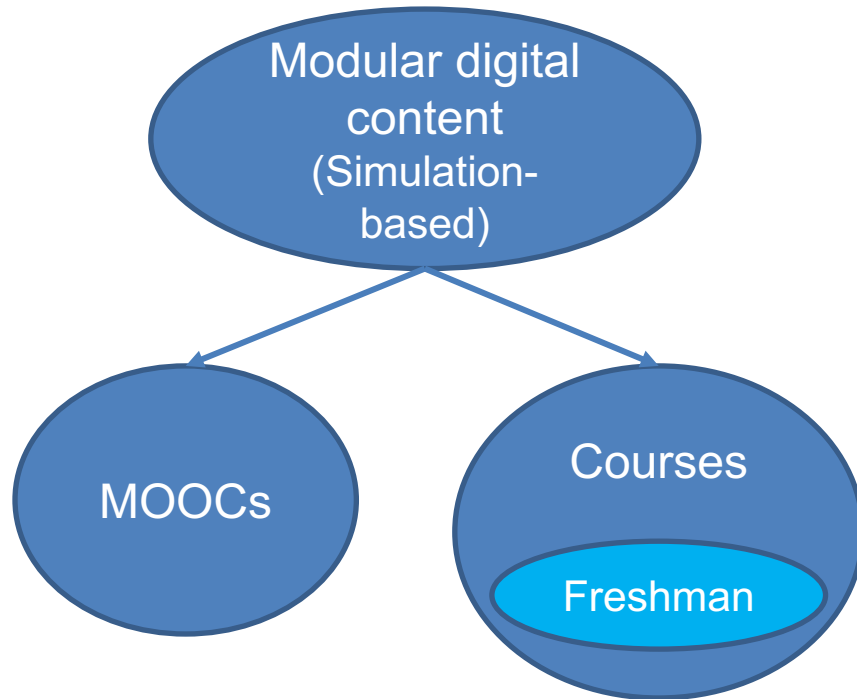 Modular digital
content
(Simulation-
based)
MOOCs
Courses
Freshman